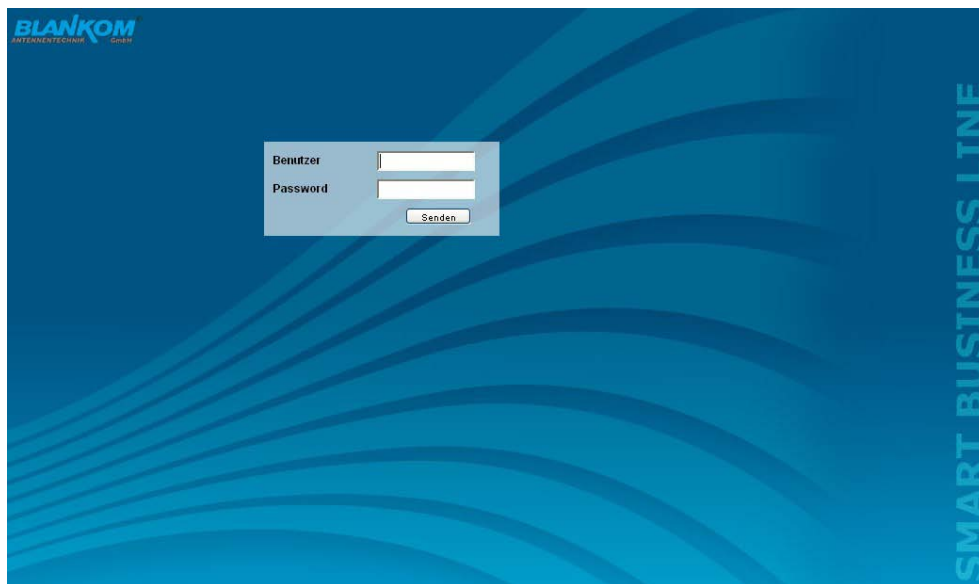 BLANKOM
ANTENNENTECHNIK GmbH
Benutzer
Password
Senden
SMART BUSINESS LINE